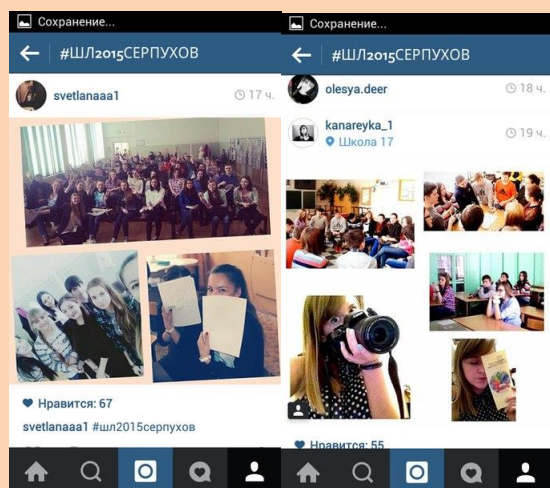 Сохранение...
#ШЛ2015СЕРПУХОВ
svetlanaaa1
17 ч.
Нравится: 67
svetlanaaa1 #шл2015серпухов
Сохранение...
#ШЛ2015СЕРПУХОВ
olesya.deer
18 ч.
kanareyka_1
19 ч.
Школа 17
Нравится: 55